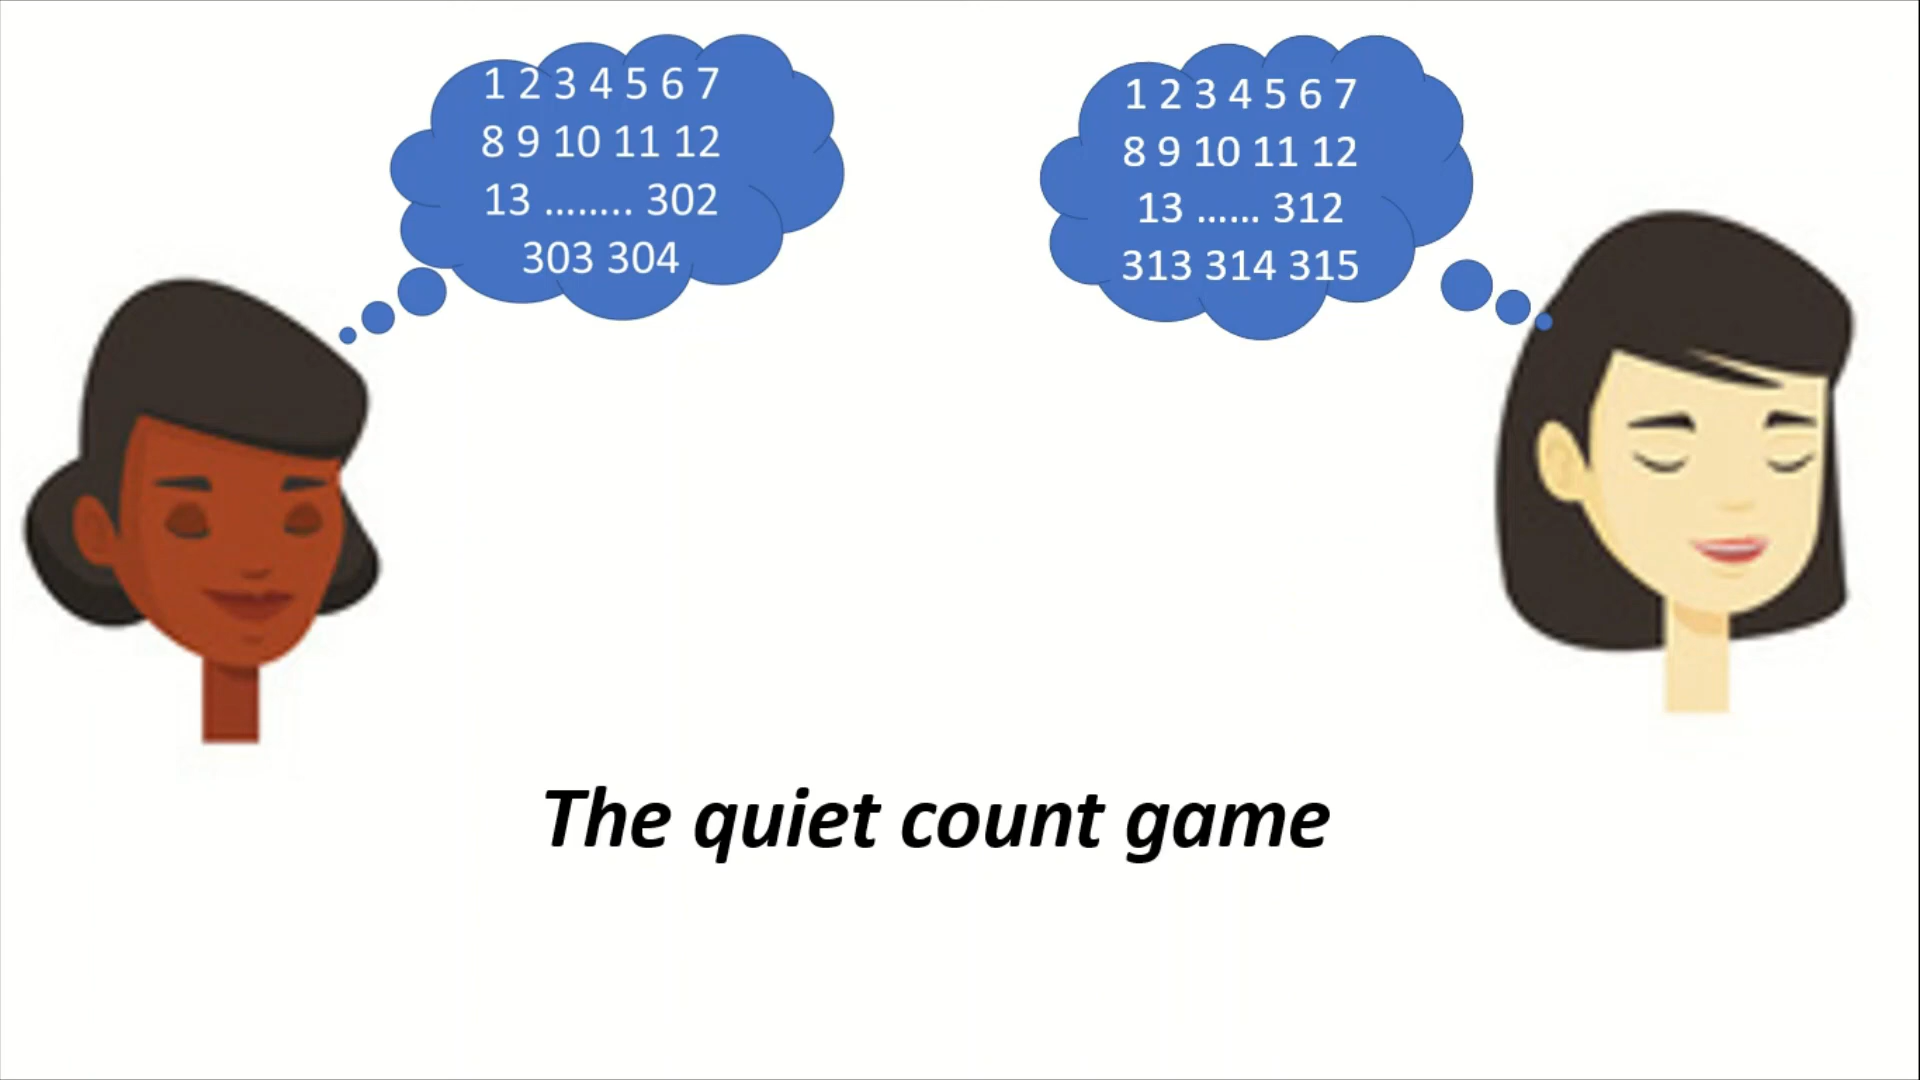 1 2 3 4 5 6 7
8 9 10 11 12
13 ........ 302
303 304
1 2 3 4 5 6 7
8 9 10 11 12
13 ...... 312
313 314 315
The quiet count game